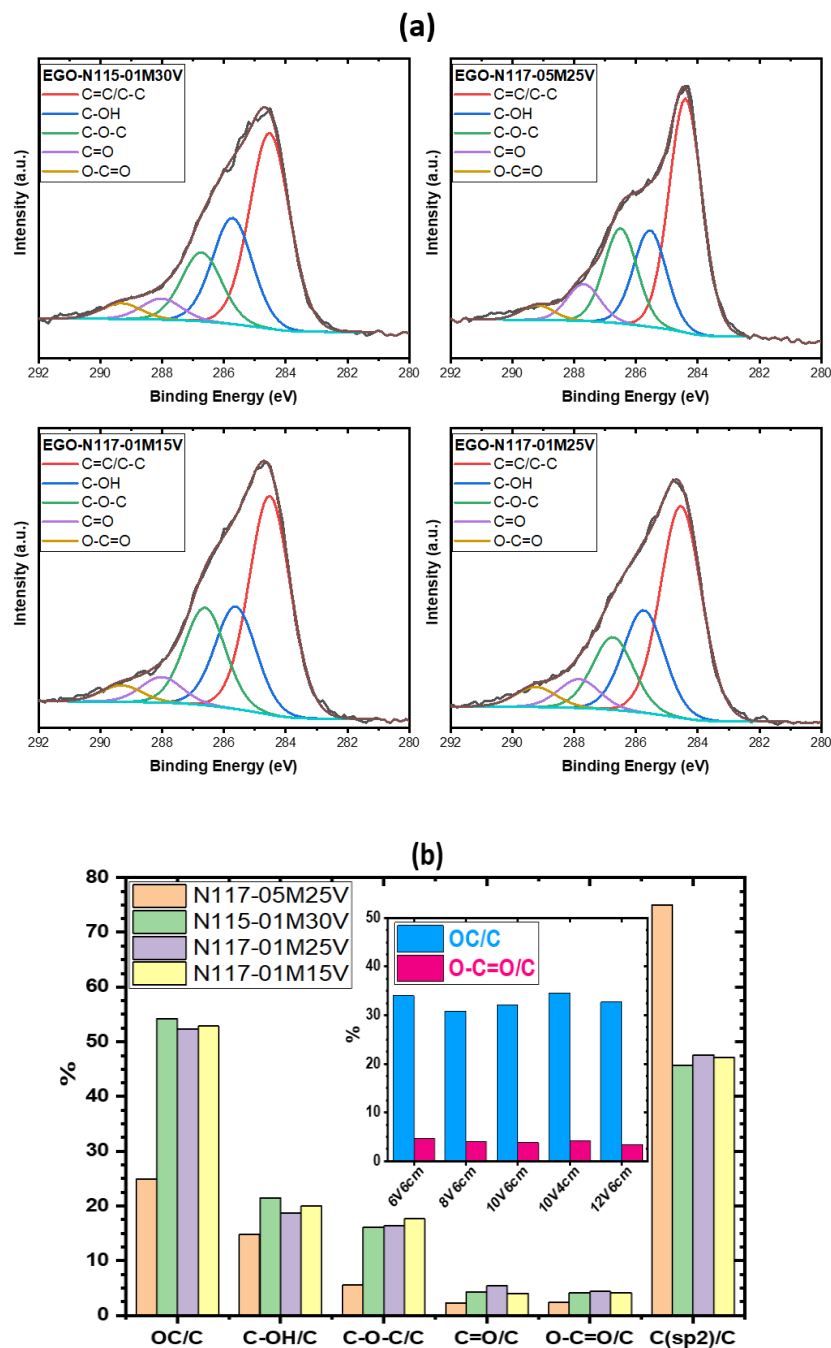 (a)
EGO-N115-01M30V
C=C/C-C
C-OH
C-O-C
C=O
O-C=O
Intensity (a.u.)
292 290 288 286 284 282 280
Binding Energy (eV)
EGO-N117-05M25V
C=C/C-C
C-OH
C-O-C
C=O
O-C=O
Intensity (a.u.)
292 290 288 286 284 282 280
Binding Energy (eV)
EGO-N117-01M15V
C=C/C-C
C-OH
C-O-C
C=O
O-C=O
Intensity (a.u.)
292 290 288 286 284 282 280
Binding Energy (eV)
EGO-N117-01M25V
C=C/C-C
C-OH
C-O-C
C=O
O-C=O
Intensity (a.u.)
292 290 288 286 284 282 280
Binding Energy (eV)
(b)
80
70
60
50
40
30
20
10
0
%
N117-05M25V
N115-01M30V
N117-01M25V
N117-01M15V
50
40
30
20
10
0
%
OC/C
O-C=O/C
6V6cm 8V6cm 10V6cm 10V4cm 12V6cm
OC/C C-OH/C C-O-C/C C=O/C O-C=O/C C(sp2)/C